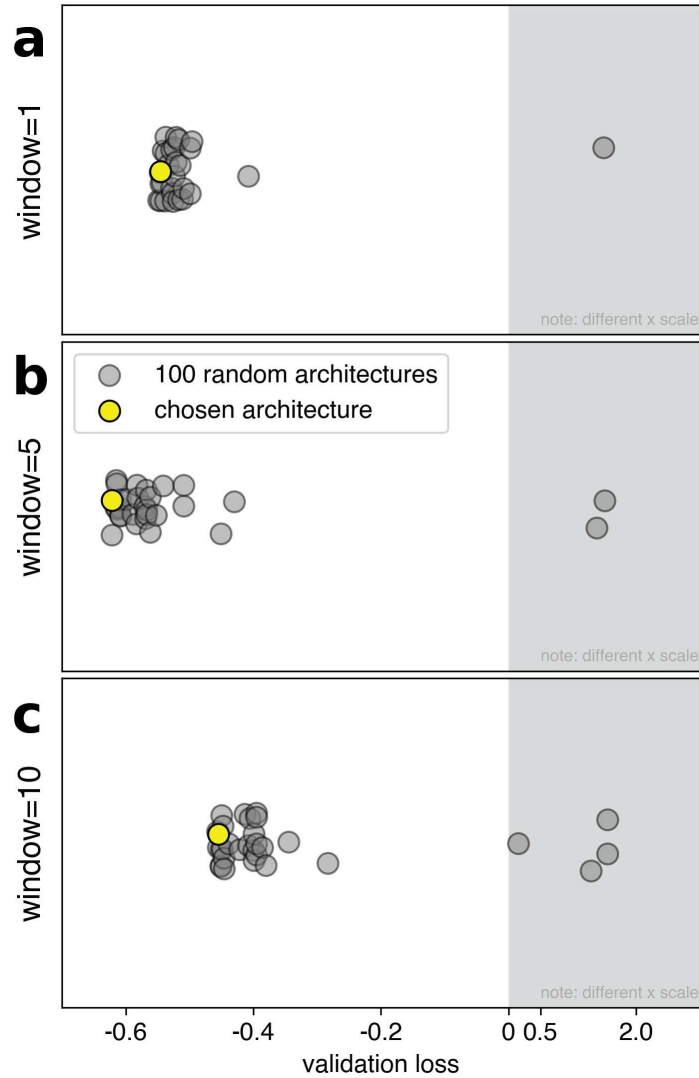 a
window=1
note: different x scale
b
100 random architectures
chosen architecture
window=5
note: different x scale
c
window=10
note: different x scale
-0.6 -0.4 -0.2 0 0.5 2.0
validation loss